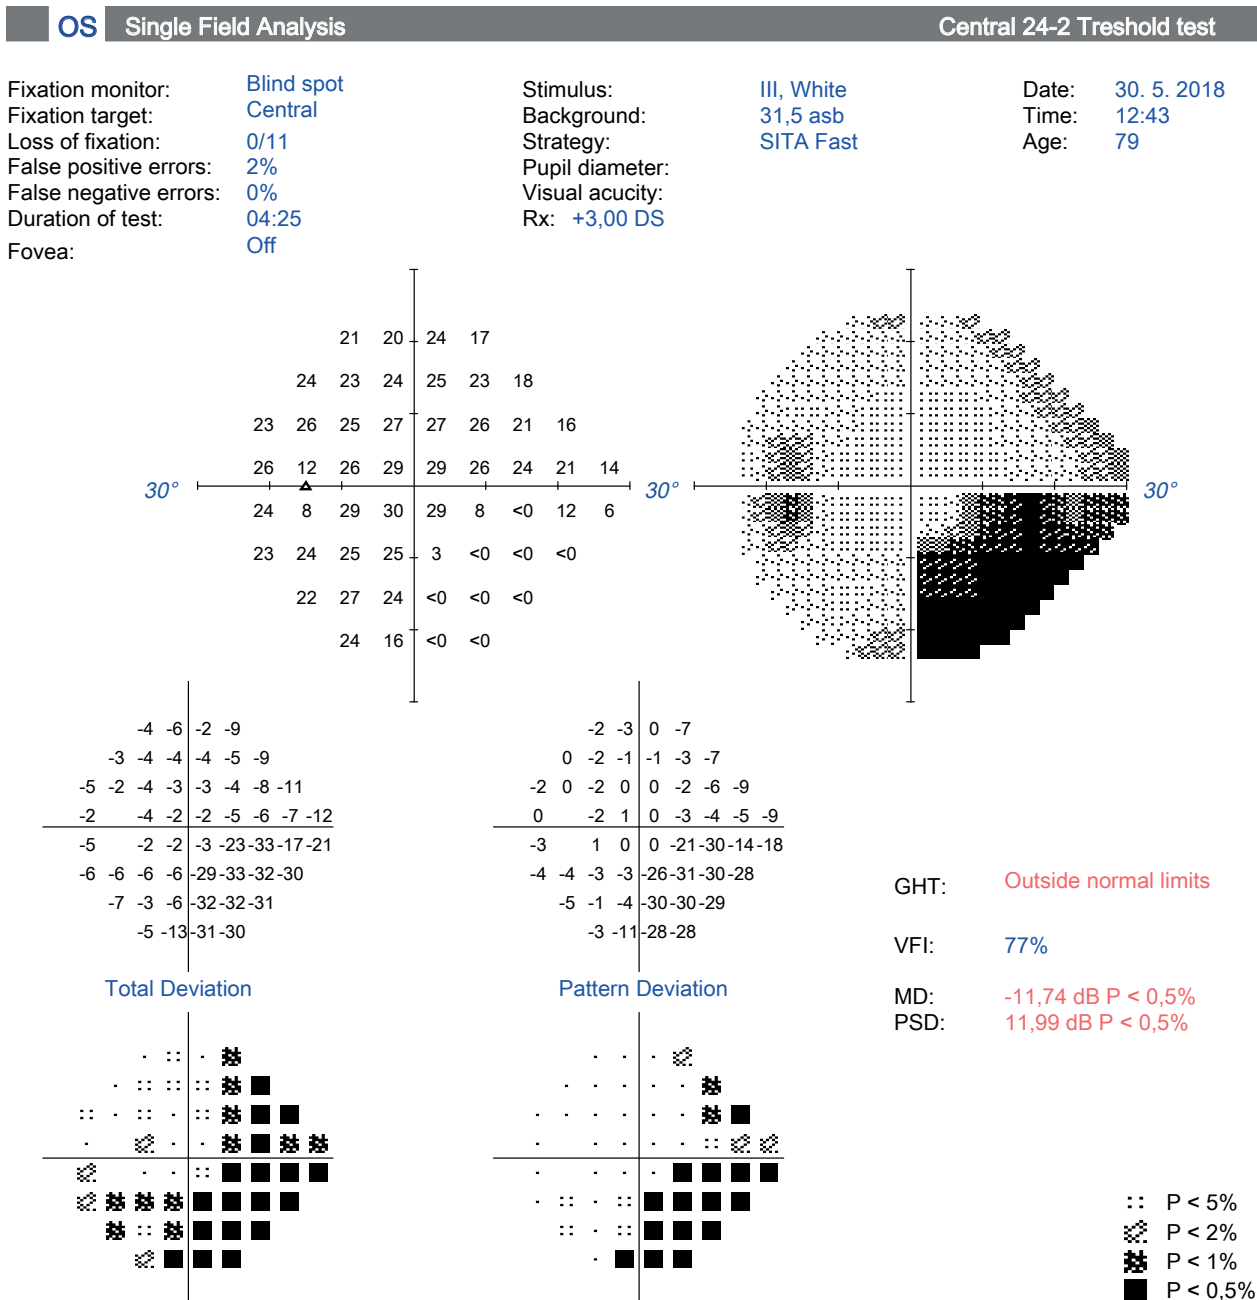 OS Single Field Analysis Central 24-2 Treshold test
Fixation monitor: Blind spot Stimulus: III, White Date: 30. 5. 2018
Fixation target: Central Background: 31,5 asb Time: 12:43
Loss of fixation: 0/11 Strategy: SITA Fast Age: 79
False positive errors: 2% Pupil diameter:
False negative errors: 0% Visual acucity:
Duration of test: 04:25 Rx: +3,00 DS
Fovea: Off
21 20 24 17
24 23 24 25 23 18
23 26 25 27 27 26 21 16
26 12 26 29 29 26 24 21 14
30° 30° 30°
24 8 29 30 29 8 <0 12 6
23 24 25 25 3 <0 <0 <0
22 27 24 <0 <0 <0
24 16 <0 <0
-4 -6 -2 -9 -2 -3 0 -7
-3 -4 -4 -4 -5 -9 0 -2 -1 -1 -3 -7
-5 -2 -4 -3 -3 -4 -8 -11 -2 0 -2 0 0 -2 -6 -9
-2 -4 -2 -2 -5 -6 -7 -12 0 -2 1 0 -3 -4 -5 -9
-5 -2 -2 -3 -23 -33 -17 -21 -3 1 0 0 -21 -30 -14 -18
-6 -6 -6 -6 -29 -33 -32 -30 -4 -4 -3 -3 -26 -31 -30 -28
-7 -3 -6 -32 -32 -31 -5 -1 -4 -30 -30 -29
-5 -13 -31 -30 -3 -11 -28 -28
GHT: Outside normal limits
VFI: 77%
Total Deviation Pattern Deviation
MD: -11,74 dB P < 0,5%
PSD: 11,99 dB P < 0,5%
P < 5%
P < 2%
P < 1%
P < 0,5%